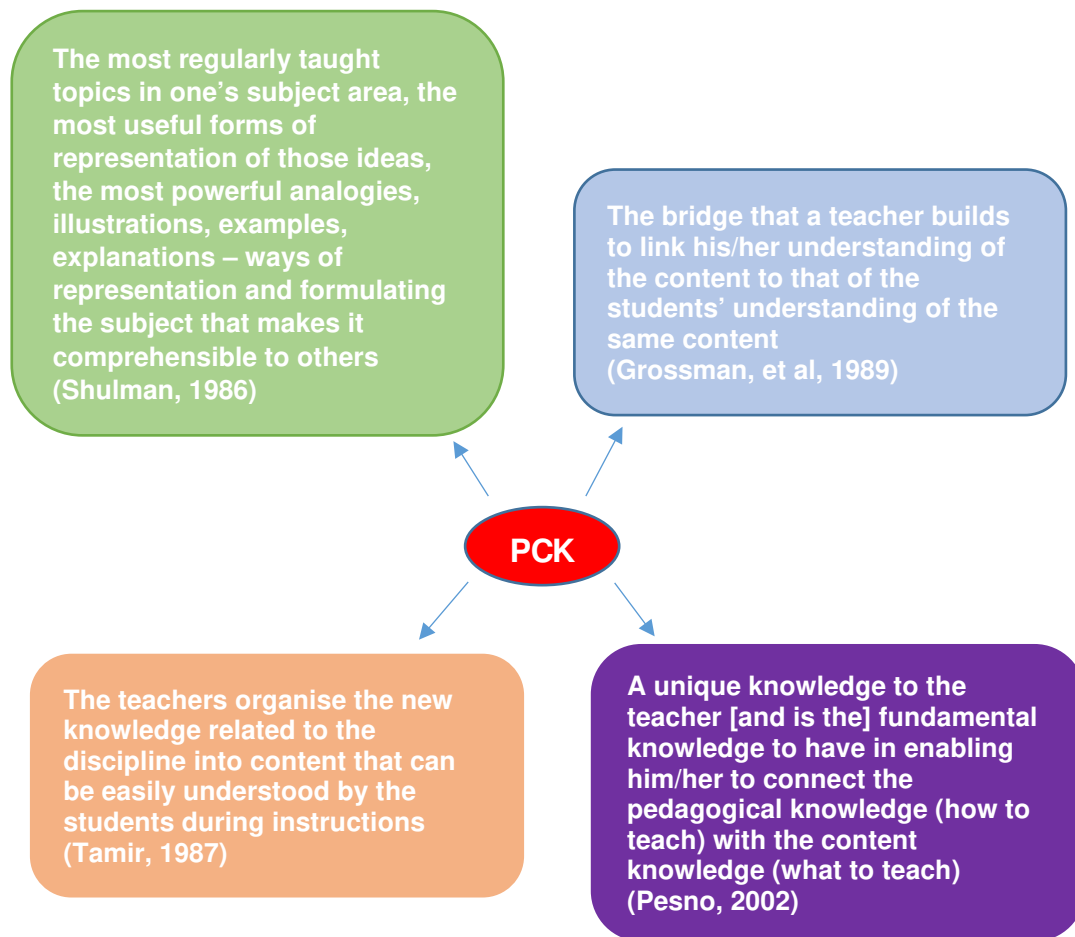 The most regularly taught
topics in one’s subject area, the
most useful forms of
representation of those ideas,
the most powerful analogies,
illustrations, examples,
explanations – ways of
representation and formulating
the subject that makes it
comprehensible to others
(Shulman, 1986)
The bridge that a teacher builds
to link his/her understanding of
the content to that of the
students’ understanding of the
same content
(Grossman, et al, 1989)
PCK
The teachers organise the new
knowledge related to the
discipline into content that can
be easily understood by the
students during instructions
(Tamir, 1987)
A unique knowledge to the
teacher [and is the] fundamental
knowledge to have in enabling
him/her to connect the
pedagogical knowledge (how to
teach) with the content
knowledge (what to teach)
(Pesno, 2002)